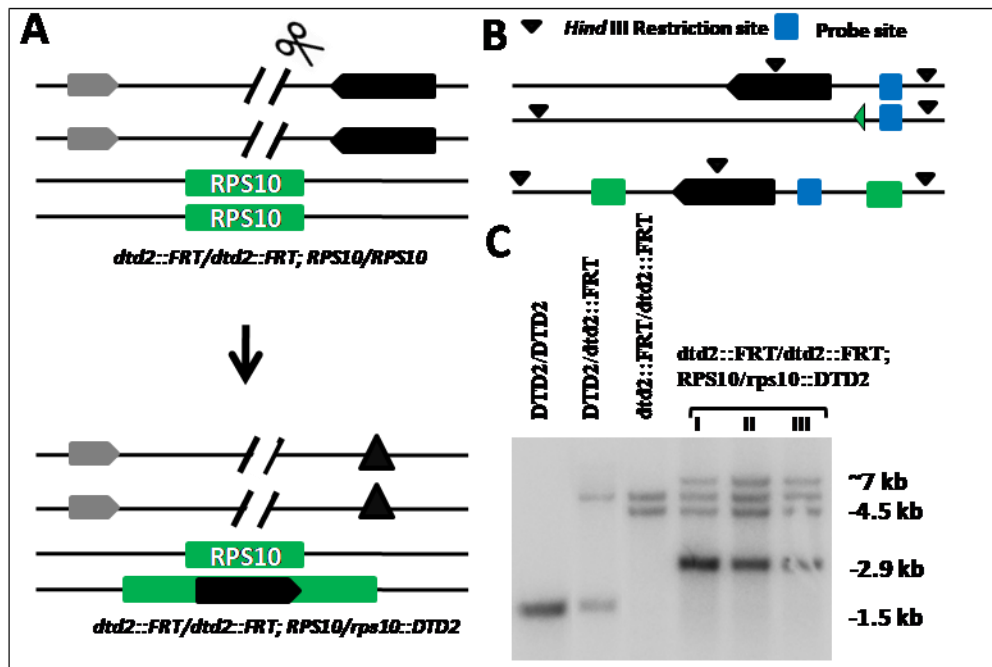 A
RPS10
RPS10
dtd2::FRT/dtd2::FRT; RPS10/RPS10
RPS10
dtd2::FRT/dtd2::FRT; RPS10/rps10::DTD2
B
Hind III Restriction site
Probe site
C
DTD2/DTD2
DTD2/dtd2::FRT
dtd2::FRT/dtd2::FRT
dtd2::FRT/dtd2::FRT;
RPS10/rps10::DTD2
I II III
~7 kb
-4.5 kb
-2.9 kb
-1.5 kb